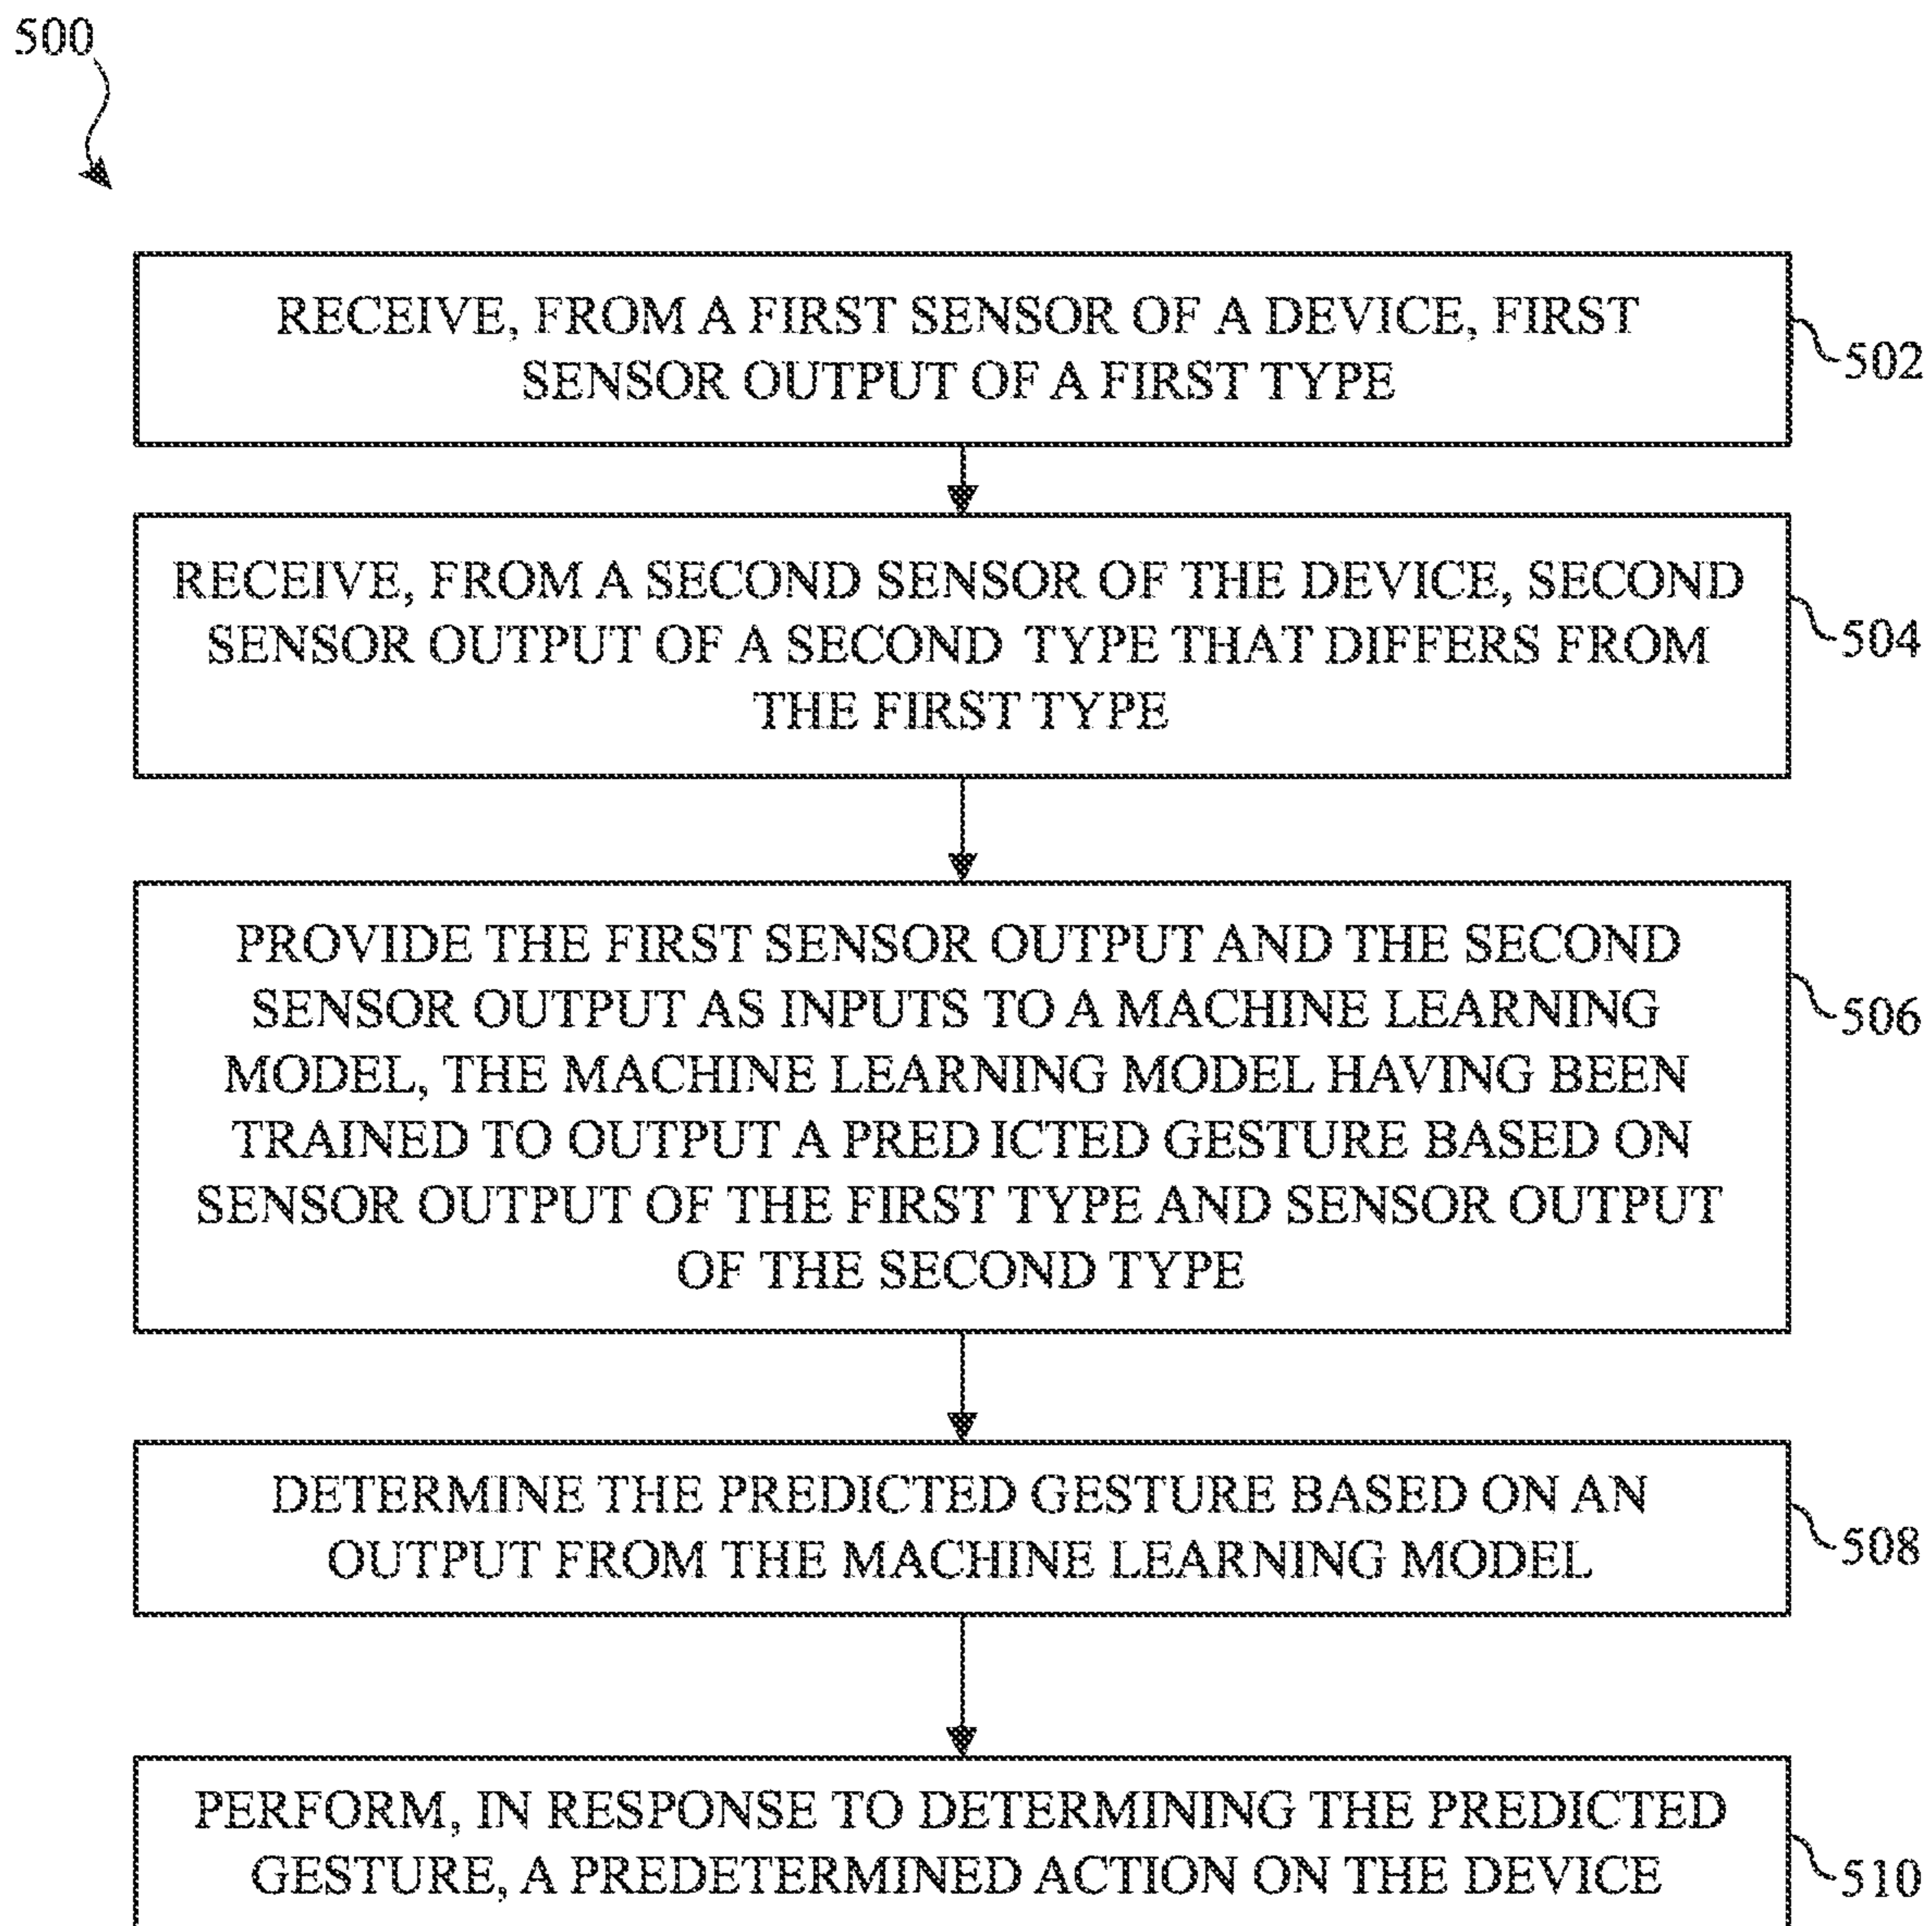 500
RECEIVE, FROM A FIRST SENSOR OF A DEVICE, FIRST
SENSOR OUTPUT OF A FIRST TYPE
502
RECEIVE, FROM A SECOND SENSOR OF THE DEVICE, SECOND
SENSOR OUTPUT OF A SECOND TYPE THAT DIFFERS FROM
THE FIRST TYPE
504
PROVIDE THE FIRST SENSOR OUTPUT AND THE SECOND
SENSOR OUTPUT AS INPUTS TO A MACHINE LEARNING
MODEL, THE MACHINE LEARNING MODEL HAVING BEEN
TRAINED TO OUTPUT A PRED ICTED GESTURE BASED ON
SENSOR OUTPUT OF THE FIRST TYPE AND SENSOR OUTPUT
OF THE SECOND TYPE
506
DETERMINE THE PREDICTED GESTURE BASED ON AN
OUTPUT FROM THE MACHINE LEARNING MODEL
508
PERFORM, IN RESPONSE TO DETERMINING THE PREDICTED
GESTURE, A PREDETERMINED ACTION ON THE DEVICE
510